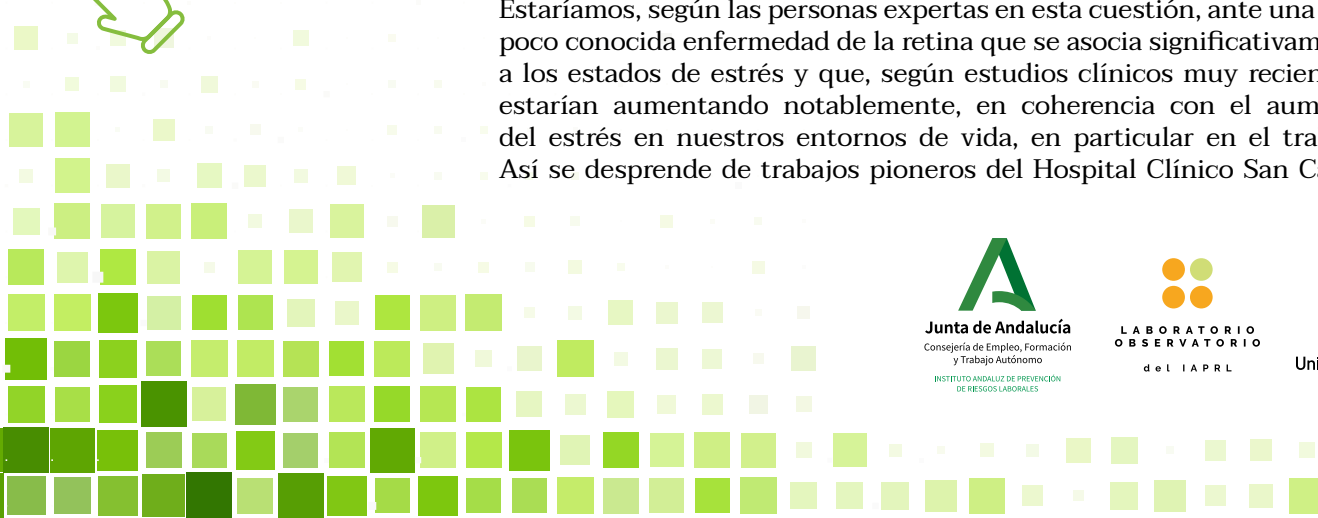 Estaríamos, según las personas expertas en esta cuestión, ante una
poco conocida enfermedad de la retina que se asocia significativam
a los estados de estrés y que, según estudios clínicos muy recien
estarían aumentando notablemente, en coherencia con el aum
del estrés en nuestros entornos de vida, en particular en el tra
Así se desprende de trabajos pioneros del Hospital Clínico San Ca
Junta de Andalucía
Consejería de Empleo, Formación
y Trabajo Autónomo
INSTITUTO ANDALUZ DE PREVENCIÓN
DE RIESGOS LABORALES
LABORATORIO
OBSERVATORIO
del IAPRL
Uni